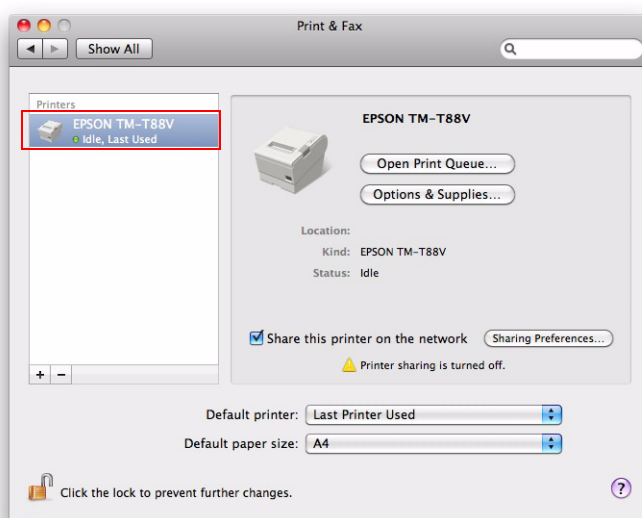 Print & Fax
Show All
Printers
EPSON TM-T88V
Idle, Last Used
EPSON TM-T88V
Open Print Queue...
Options & Supplies...
Location:
Kind: EPSON TM-T88V
Status: Idle
Share this printer on the network Sharing Preferences...
Printer sharing is turned off.
+ −
Default printer: Last Printer Used
Default paper size: A4
Click the lock to prevent further changes. ?